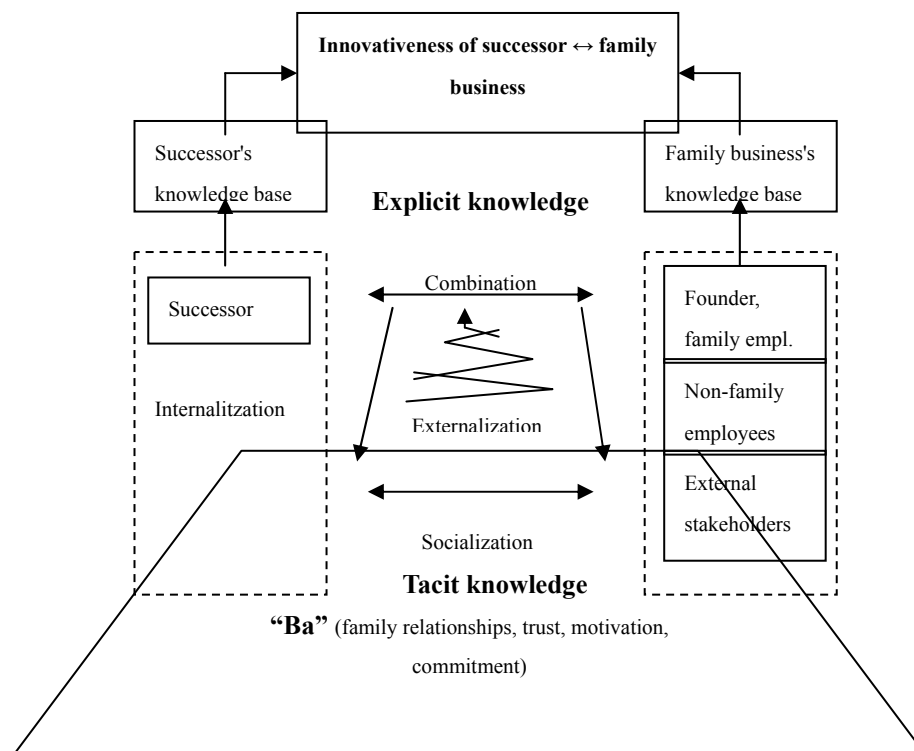 Innovativeness of successor ↔ family
business
Successor's
knowledge base
Family business's
knowledge base
Explicit knowledge
Combination
Successor
Founder,
family empl.
Internalitzation
Externalization
Non-family
employees
External
stakeholders
Socialization
Tacit knowledge
“Ba” (family relationships, trust, motivation,
commitment)